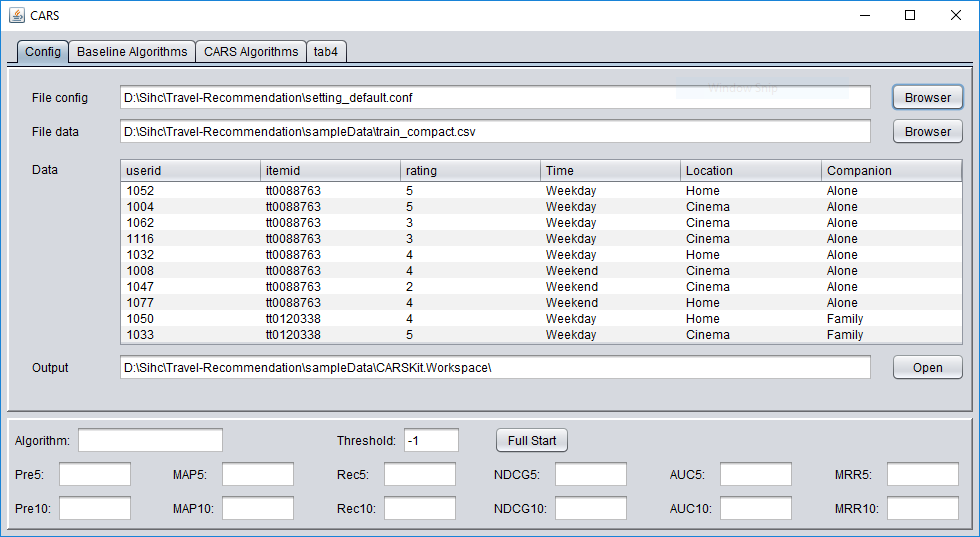 CARS
Config Baseline Algorithms CARS Algorithms tab4
Window Snip
File config D:\Sihc\Travel-Recommendation\setting_default.conf Browser
File data D:\Sihc\Travel-Recommendation\sampleData\train_compact.csv Browser
Data userid itemid rating Time Location Companion
1052 tt0088763 5 Weekday Home Alone
1004 tt0088763 5 Weekday Cinema Alone
1062 tt0088763 3 Weekday Cinema Alone
1116 tt0088763 3 Weekday Cinema Alone
1032 tt0088763 4 Weekday Home Alone
1008 tt0088763 4 Weekend Cinema Alone
1047 tt0088763 2 Weekend Cinema Alone
1077 tt0088763 4 Weekend Home Alone
1050 tt0120338 4 Weekday Home Family
1033 tt0120338 5 Weekday Cinema Family
Output D:\Sihc\Travel-Recommendation\sampleData\CARSKit.Workspace\ Open
Algorithm: Threshold: -1 Full Start
Pre5: MAP5: Rec5: NDCG5: AUC5: MRR5:
Pre10: MAP10: Rec10: NDCG10: AUC10: MRR10: